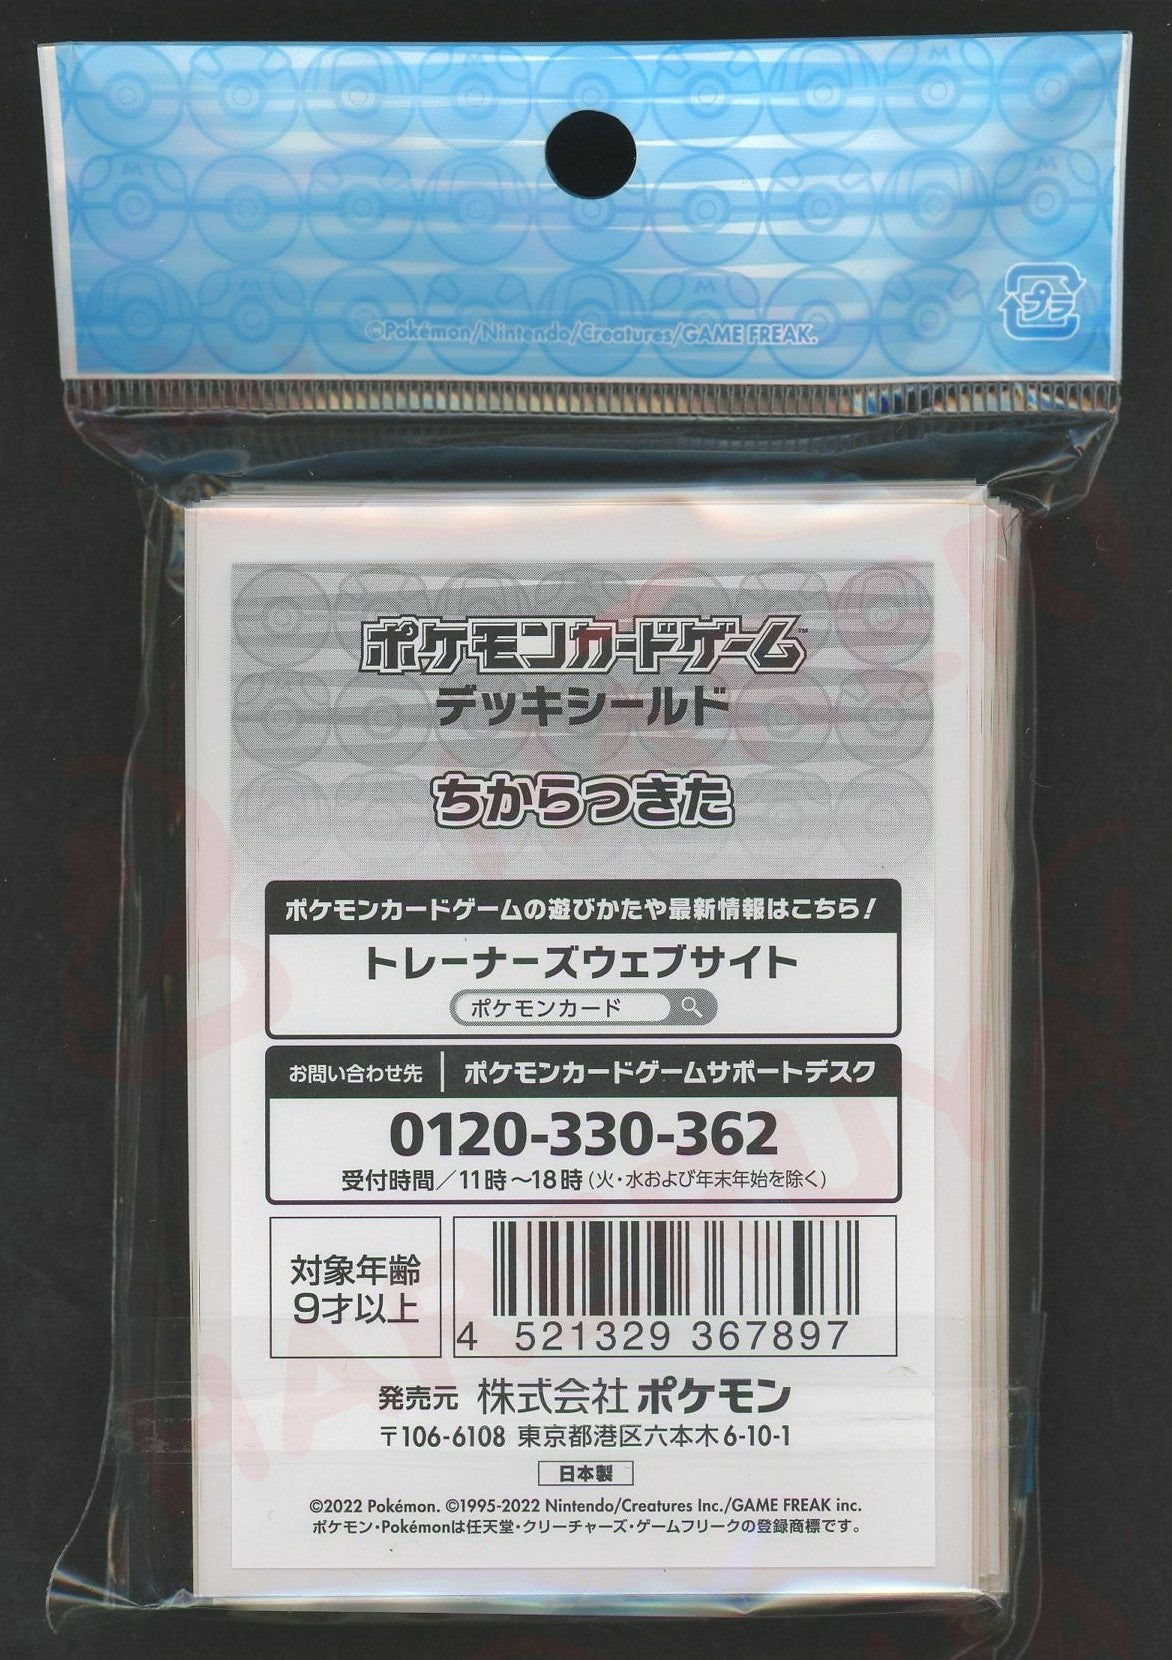 ©Pokémon/Nintendo/Creatures/GAME FREAK.
プラ
ポケモンカードゲーム™
デッキシールド
ちからつきた
ポケモンカードゲームの遊びかたや最新情報はこちら!
トレーナーズウェブサイト
ポケモンカード
お問い合わせ先 ポケモンカードゲームサポートデスク
0120-330-362
受付時間/11時～18時(火・水および年末年始を除く)
対象年齢
9才以上
4 521329 367897
発売元 株式会社ポケモン
〒106-6108 東京都港区六本木6-10-1
日本製
©2022 Pokémon. ©1995-2022 Nintendo/Creatures Inc./GAME FREAK inc.
ポケモン・Pokémonは任天堂・クリーチャーズ・ゲームフリークの登録商標です。